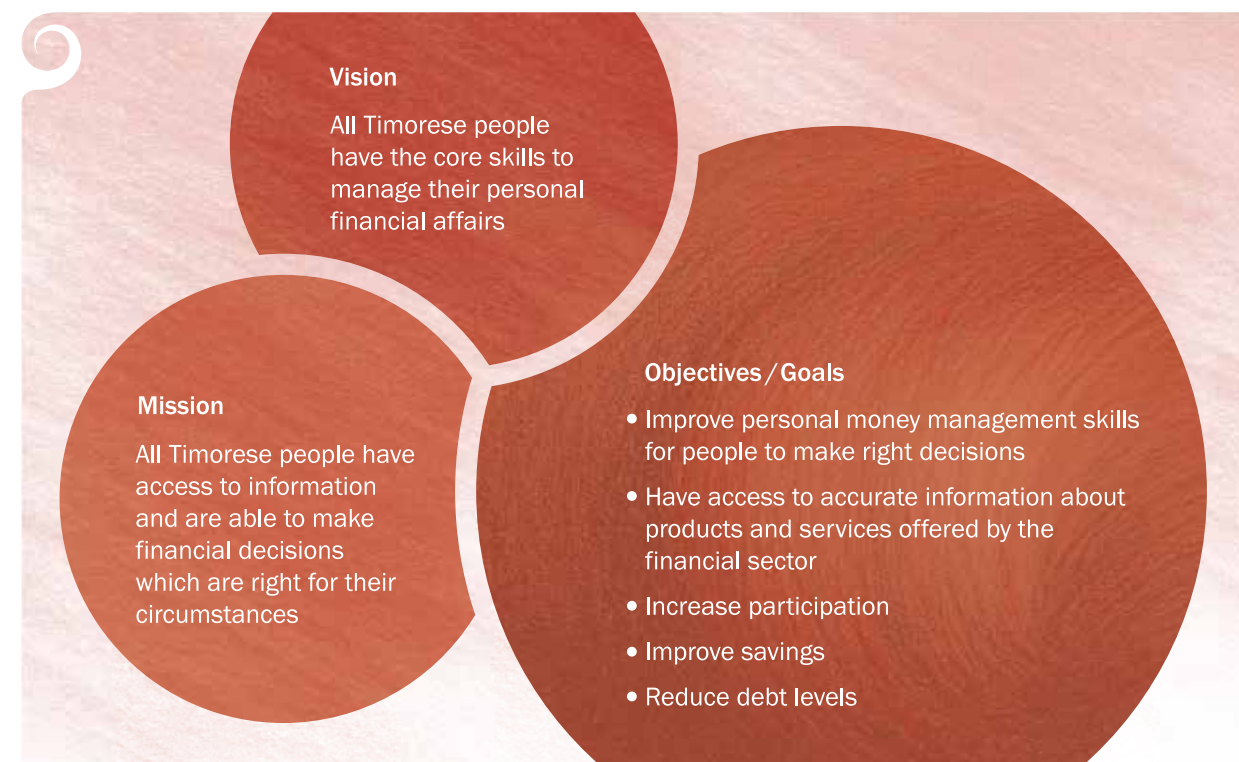 Vision
All Timorese people
have the core skills to
manage their personal
financial affairs
Mission
All Timorese people have
access to information
and are able to make
financial decisions
which are right for their
circumstances
Objectives / Goals
• Improve personal money management skills
for people to make right decisions
• Have access to accurate information about
products and services offered by the
financial sector
• Increase participation
• Improve savings
• Reduce debt levels